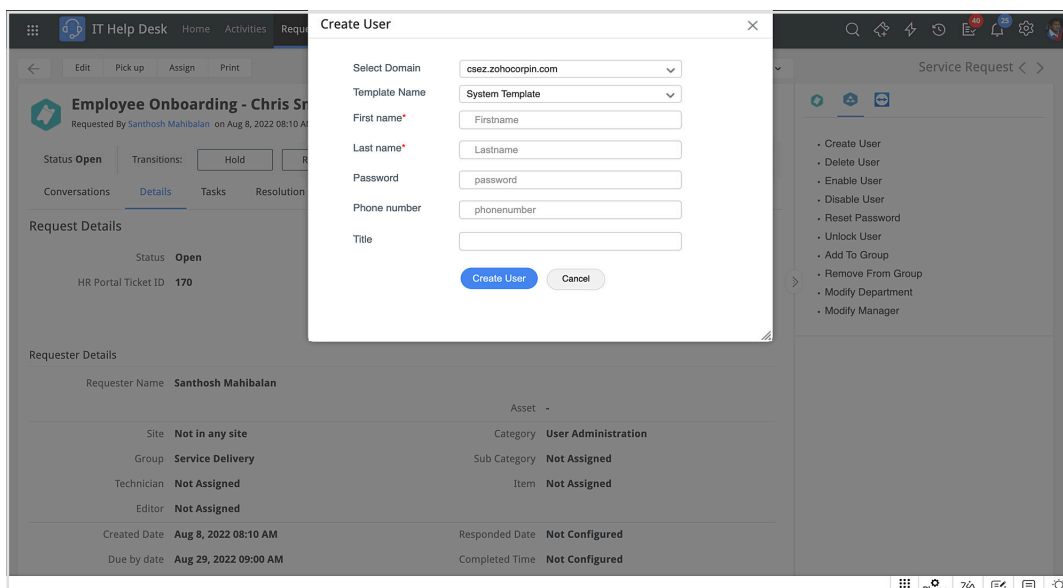 IT Help Desk Home Activities Reque
40
25
Create User
Edit Pick up Assign Print
Service Request
Employee Onboarding - Chris Sn
Requested By Santhosh Mahibalan on Aug 8, 2022 08:10 A
Status Open Transitions: Hold R
Conversations Details Tasks Resolution
Select Domain csez.zohocorpin.com
Template Name System Template
First name* Firstname
Last name* Lastname
Password password
Phone number phonenumber
Title
Create User Cancel
Create User
Delete User
Enable User
Disable User
Reset Password
Unlock User
Add To Group
Remove From Group
Modify Department
Modify Manager
Request Details
Status Open
HR Portal Ticket ID 170
Requester Details
Requester Name Santhosh Mahibalan
Asset -
Site Not in any site Category User Administration
Group Service Delivery Sub Category Not Assigned
Technician Not Assigned Item Not Assigned
Editor Not Assigned
Created Date Aug 8, 2022 08:10 AM Responded Date Not Configured
Due by date Aug 29, 2022 09:00 AM Completed Time Not Configured